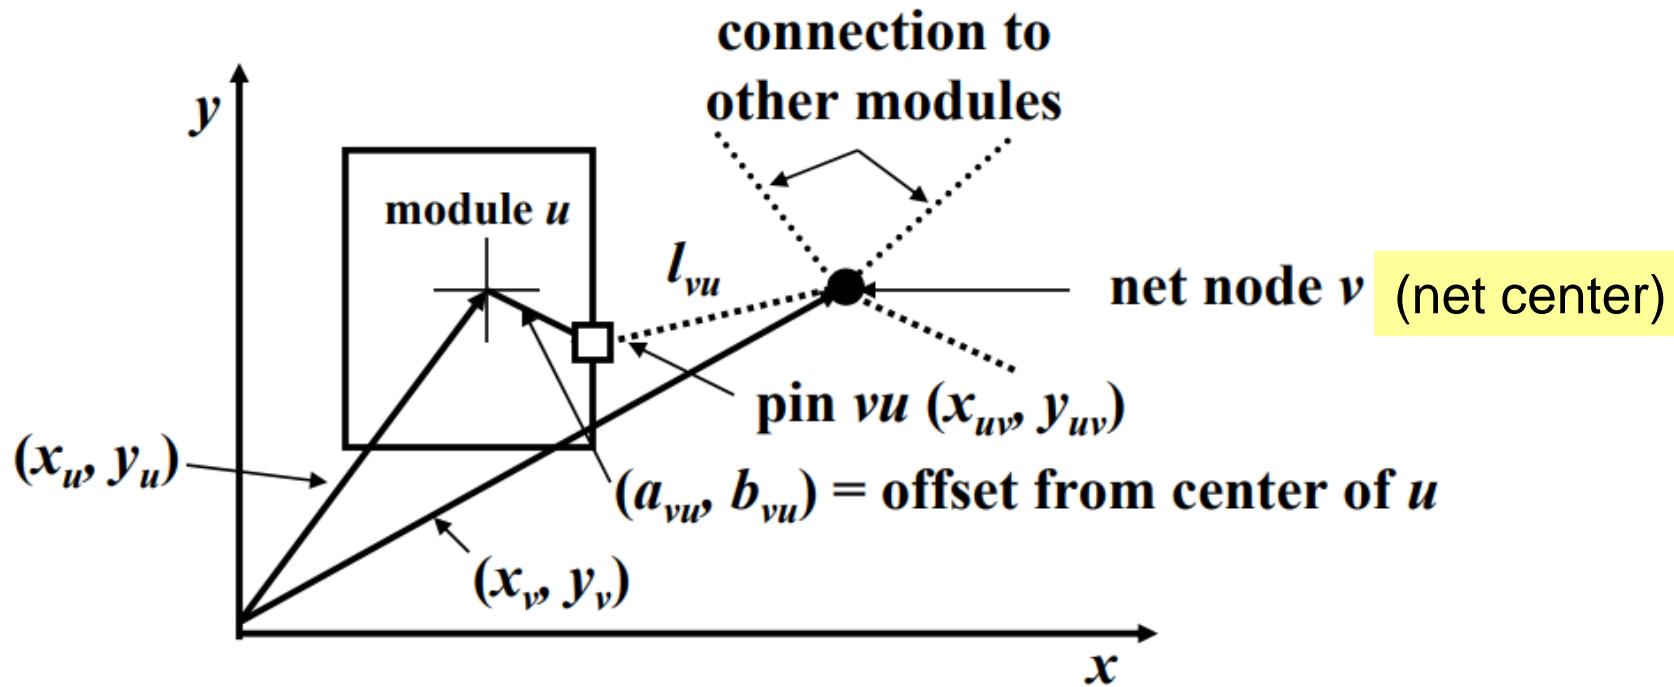 connection to
other modules
y
module u
l_vu
net node v (net center)
pin vu (x_uv, y_uv)
(x_u, y_u)
(a_vu, b_vu) = offset from center of u
(x_v, y_v)
x